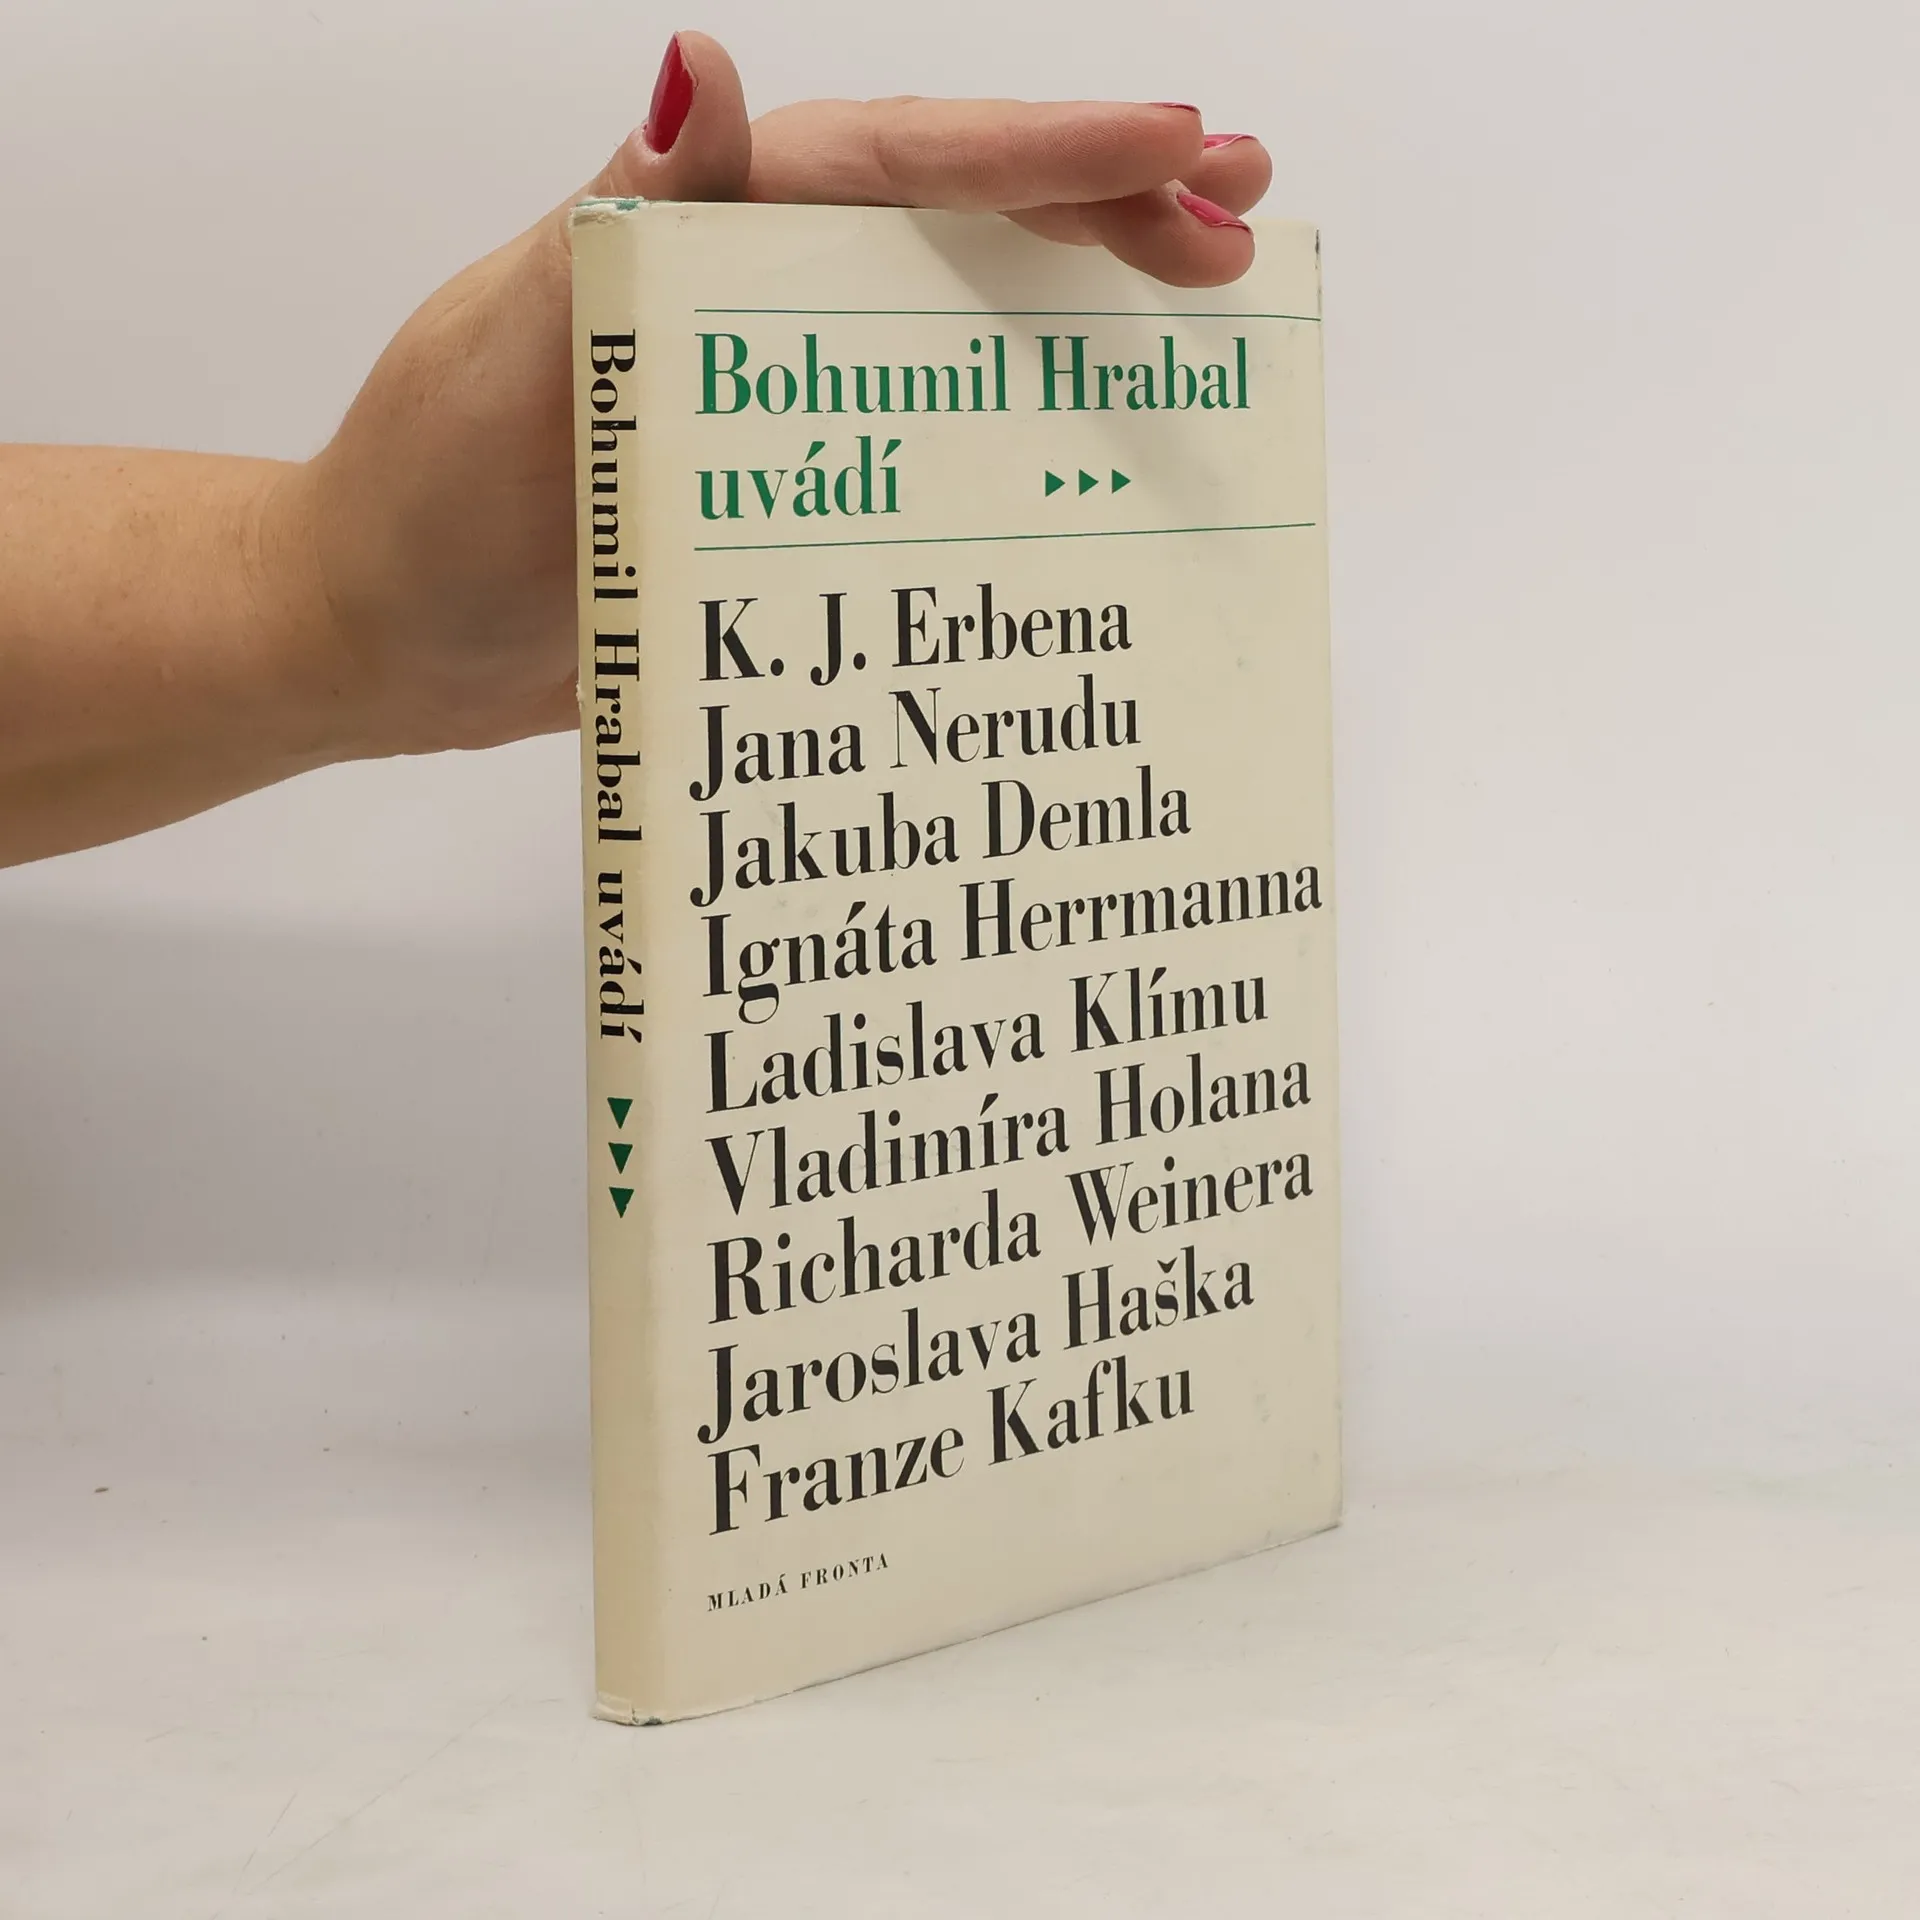 Bohumil Hrabal uvádí
Bohumil Hrabal
uvádí
K. J. Erbena
Jana Nerudu
Jakuba Demla
Ignáta Herrmanna
Ladislava Klímu
Vladimíra Holana
Richarda Weinera
Jaroslava Haška
Franze Kafku
MLADÁ FRONTA